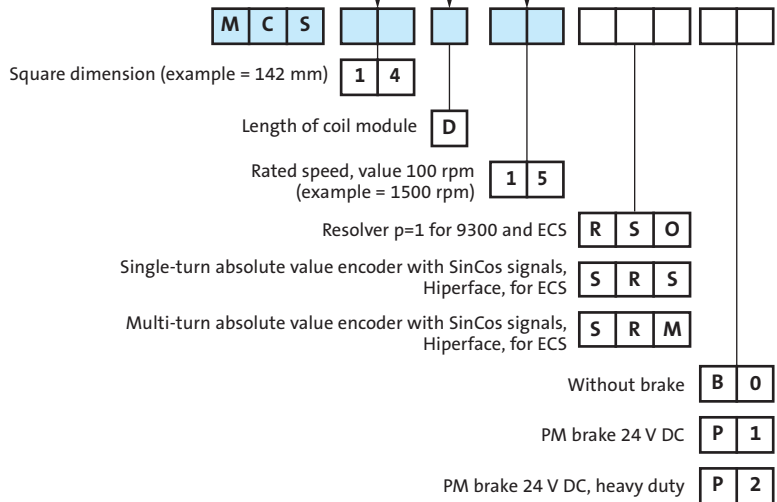 M C S
Square dimension (example = 142 mm) 1 4
Length of coil module D
Rated speed, value 100 rpm
(example = 1500 rpm) 1 5
Resolver p=1 for 9300 and ECS R S O
Single-turn absolute value encoder with SinCos signals,
Hiperface, for ECS S R S
Multi-turn absolute value encoder with SinCos signals,
Hiperface, for ECS S R M
Without brake B 0
PM brake 24 V DC P 1
PM brake 24 V DC, heavy duty P 2